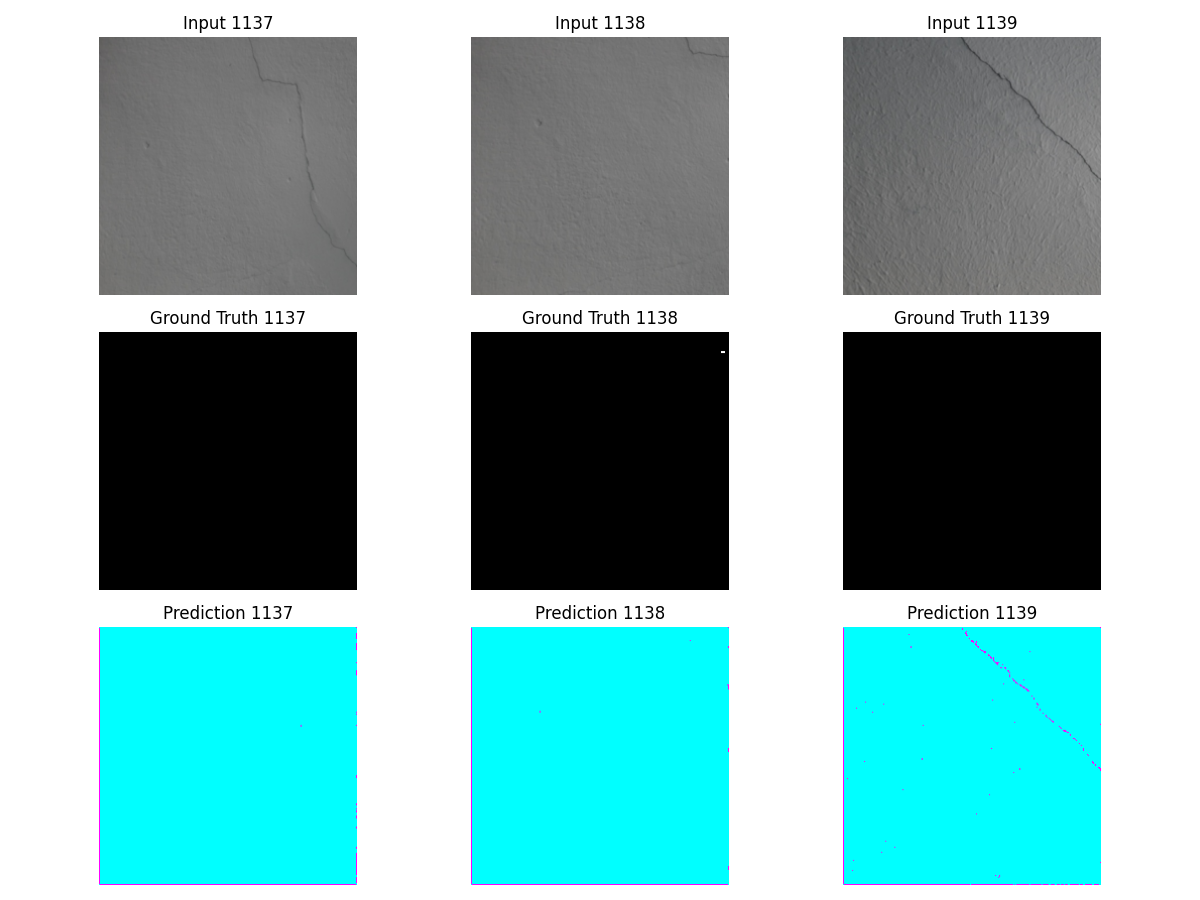 Input 1137
Input 1138
Input 1139
Ground Truth 1137
Ground Truth 1138
Ground Truth 1139
Prediction 1137
Prediction 1138
Prediction 1139